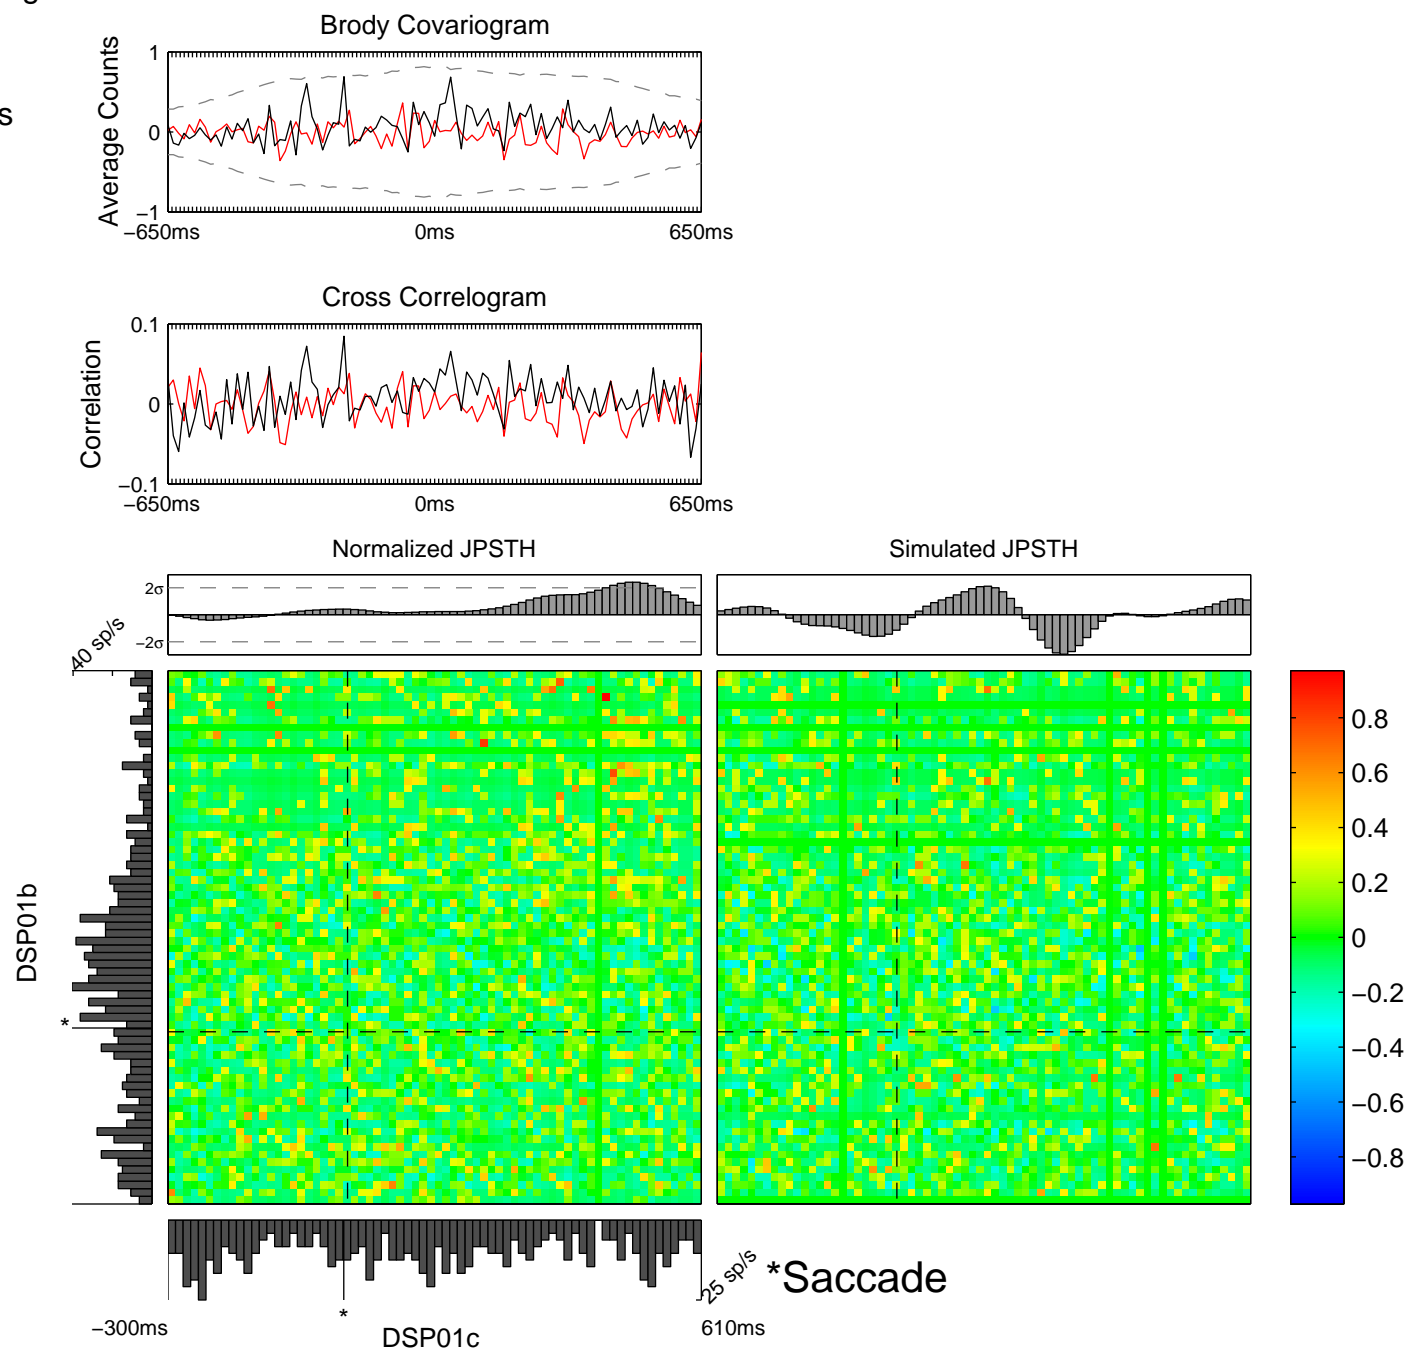 g
Brody Covariogram
s
Average Counts
1
0
−1
−650ms
0ms
650ms
Cross Correlogram
Correlation
0.1
0
−0.1
−650ms
0ms
650ms
Normalized JPSTH
Simulated JPSTH
2σ
−2σ
40 sp/s
DSP01b
*
0.8
0.6
0.4
0.2
0
−0.2
−0.4
−0.6
−0.8
25 sp/s
*Saccade
*
−300ms
DSP01c
610ms